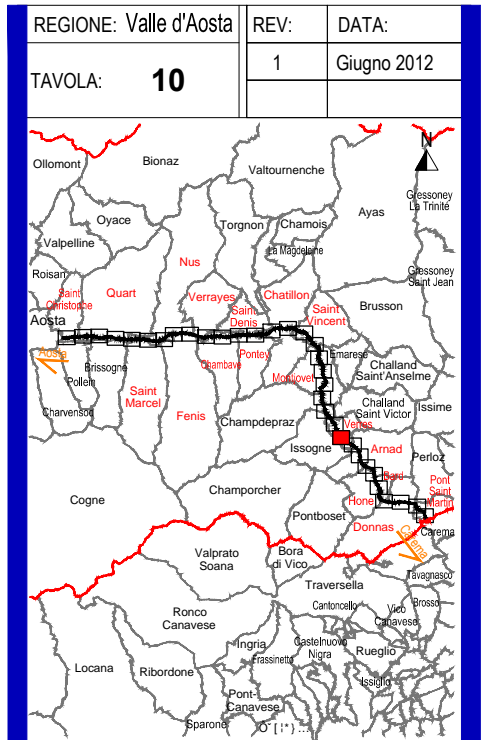 REGIONE: Valle d'Aosta
REV:
DATA:
TAVOLA: 10
1
Giugno 2012
N
Ollomont
Bionaz
Valtournenche
Ayas
Gressoney
La Trinité
Oyace
Torgnon
Chamois
Valpelline
La Magdeleine
Roisan
Nus
Gressoney
Saint Jean
Saint
Christophe
Quart
Verrayes
Chatillon
Brusson
Saint
Denis
Saint
Vincent
Aosta
Aosta
Brissogne
Chambave
Pontey
Emarese
Challand
Saint'Anselme
Pollein
Saint
Marcel
Montjovet
Charvensod
Fenis
Champdepraz
Challand
Saint Victor
Issime
Verres
Issogne
Arnad
Perloz
Bard
Pont
Saint
Martin
Cogne
Champorcher
Hone
Pontboset
Donnas
Carema
Carema
Valprato
Soana
Bora
di Vico
Tavagnasco
Traversella
Ronco
Canavese
Cantoncello
Vico
Canavese
Brosso
Ingria
Castelnuovo
Nigra
Rueglio
Frassinetto
Locana
Ribordone
Issiglio
Pont-
Canavese
Sparone